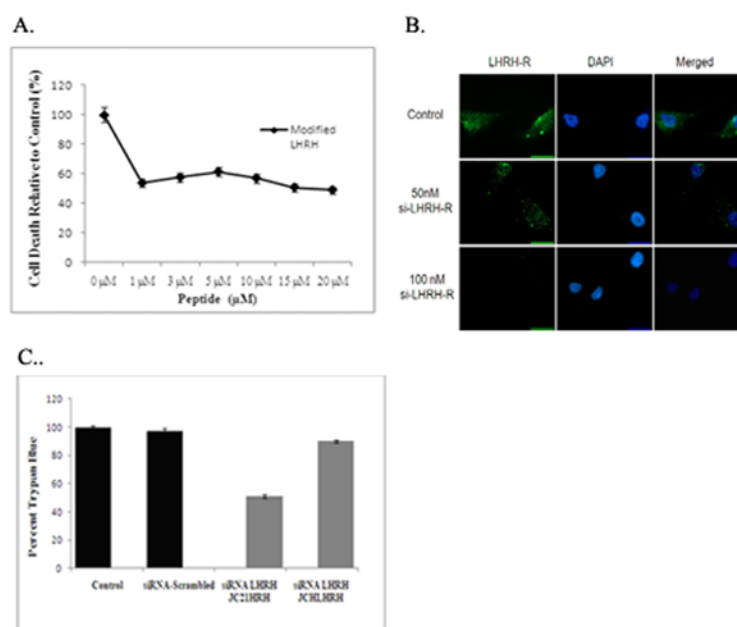 A.
B.
LHRH-R DAPI Merged
Cell Death Relative to Control (%)
120
100
80
60
40
20
0
Modified
LHRH
0 μM 1 μM 3 μM 5 μM 10 μM 15 μM 20 μM
Peptide (μM)
Control
50nM
si-LHRH-R
100 nM
si-LHRH-R
C..
Percent Trypan Blue
120
100
80
60
40
20
0
Control siRNA-Scrambled siRNA LHRH siRNA LHRH
JC21HRH JCHLHRH